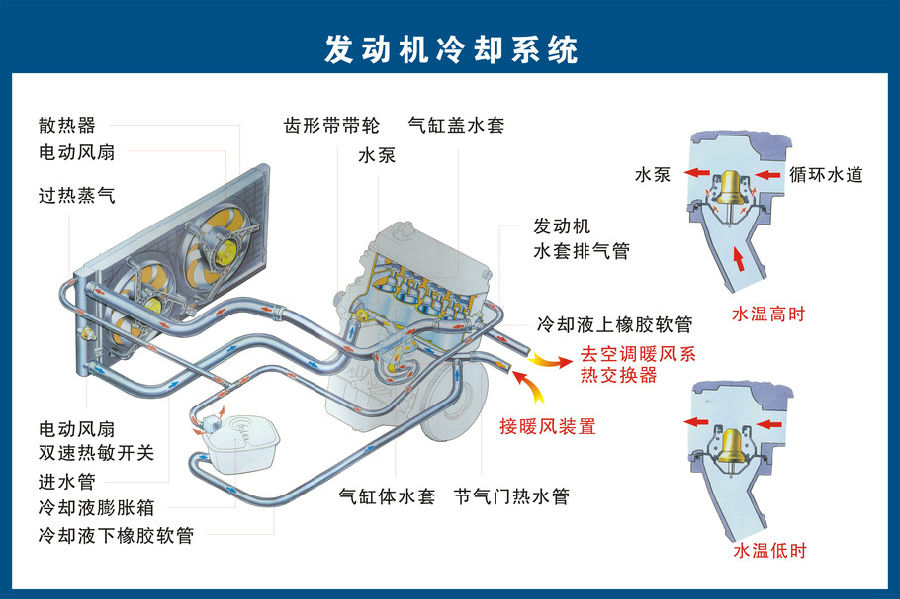 发动机冷却系统
散热器
电动风扇
过热蒸气
齿形带带轮
水泵
气缸盖水套
发动机
水套排气管
冷却液上橡胶软管
去空调暖风系
热交换器
接暖风装置
电动风扇
双速热敏开关
进水管
冷却液膨胀箱
冷却液下橡胶软管
气缸体水套
节气门热水管
水泵
循环水道
水温高时
水温低时